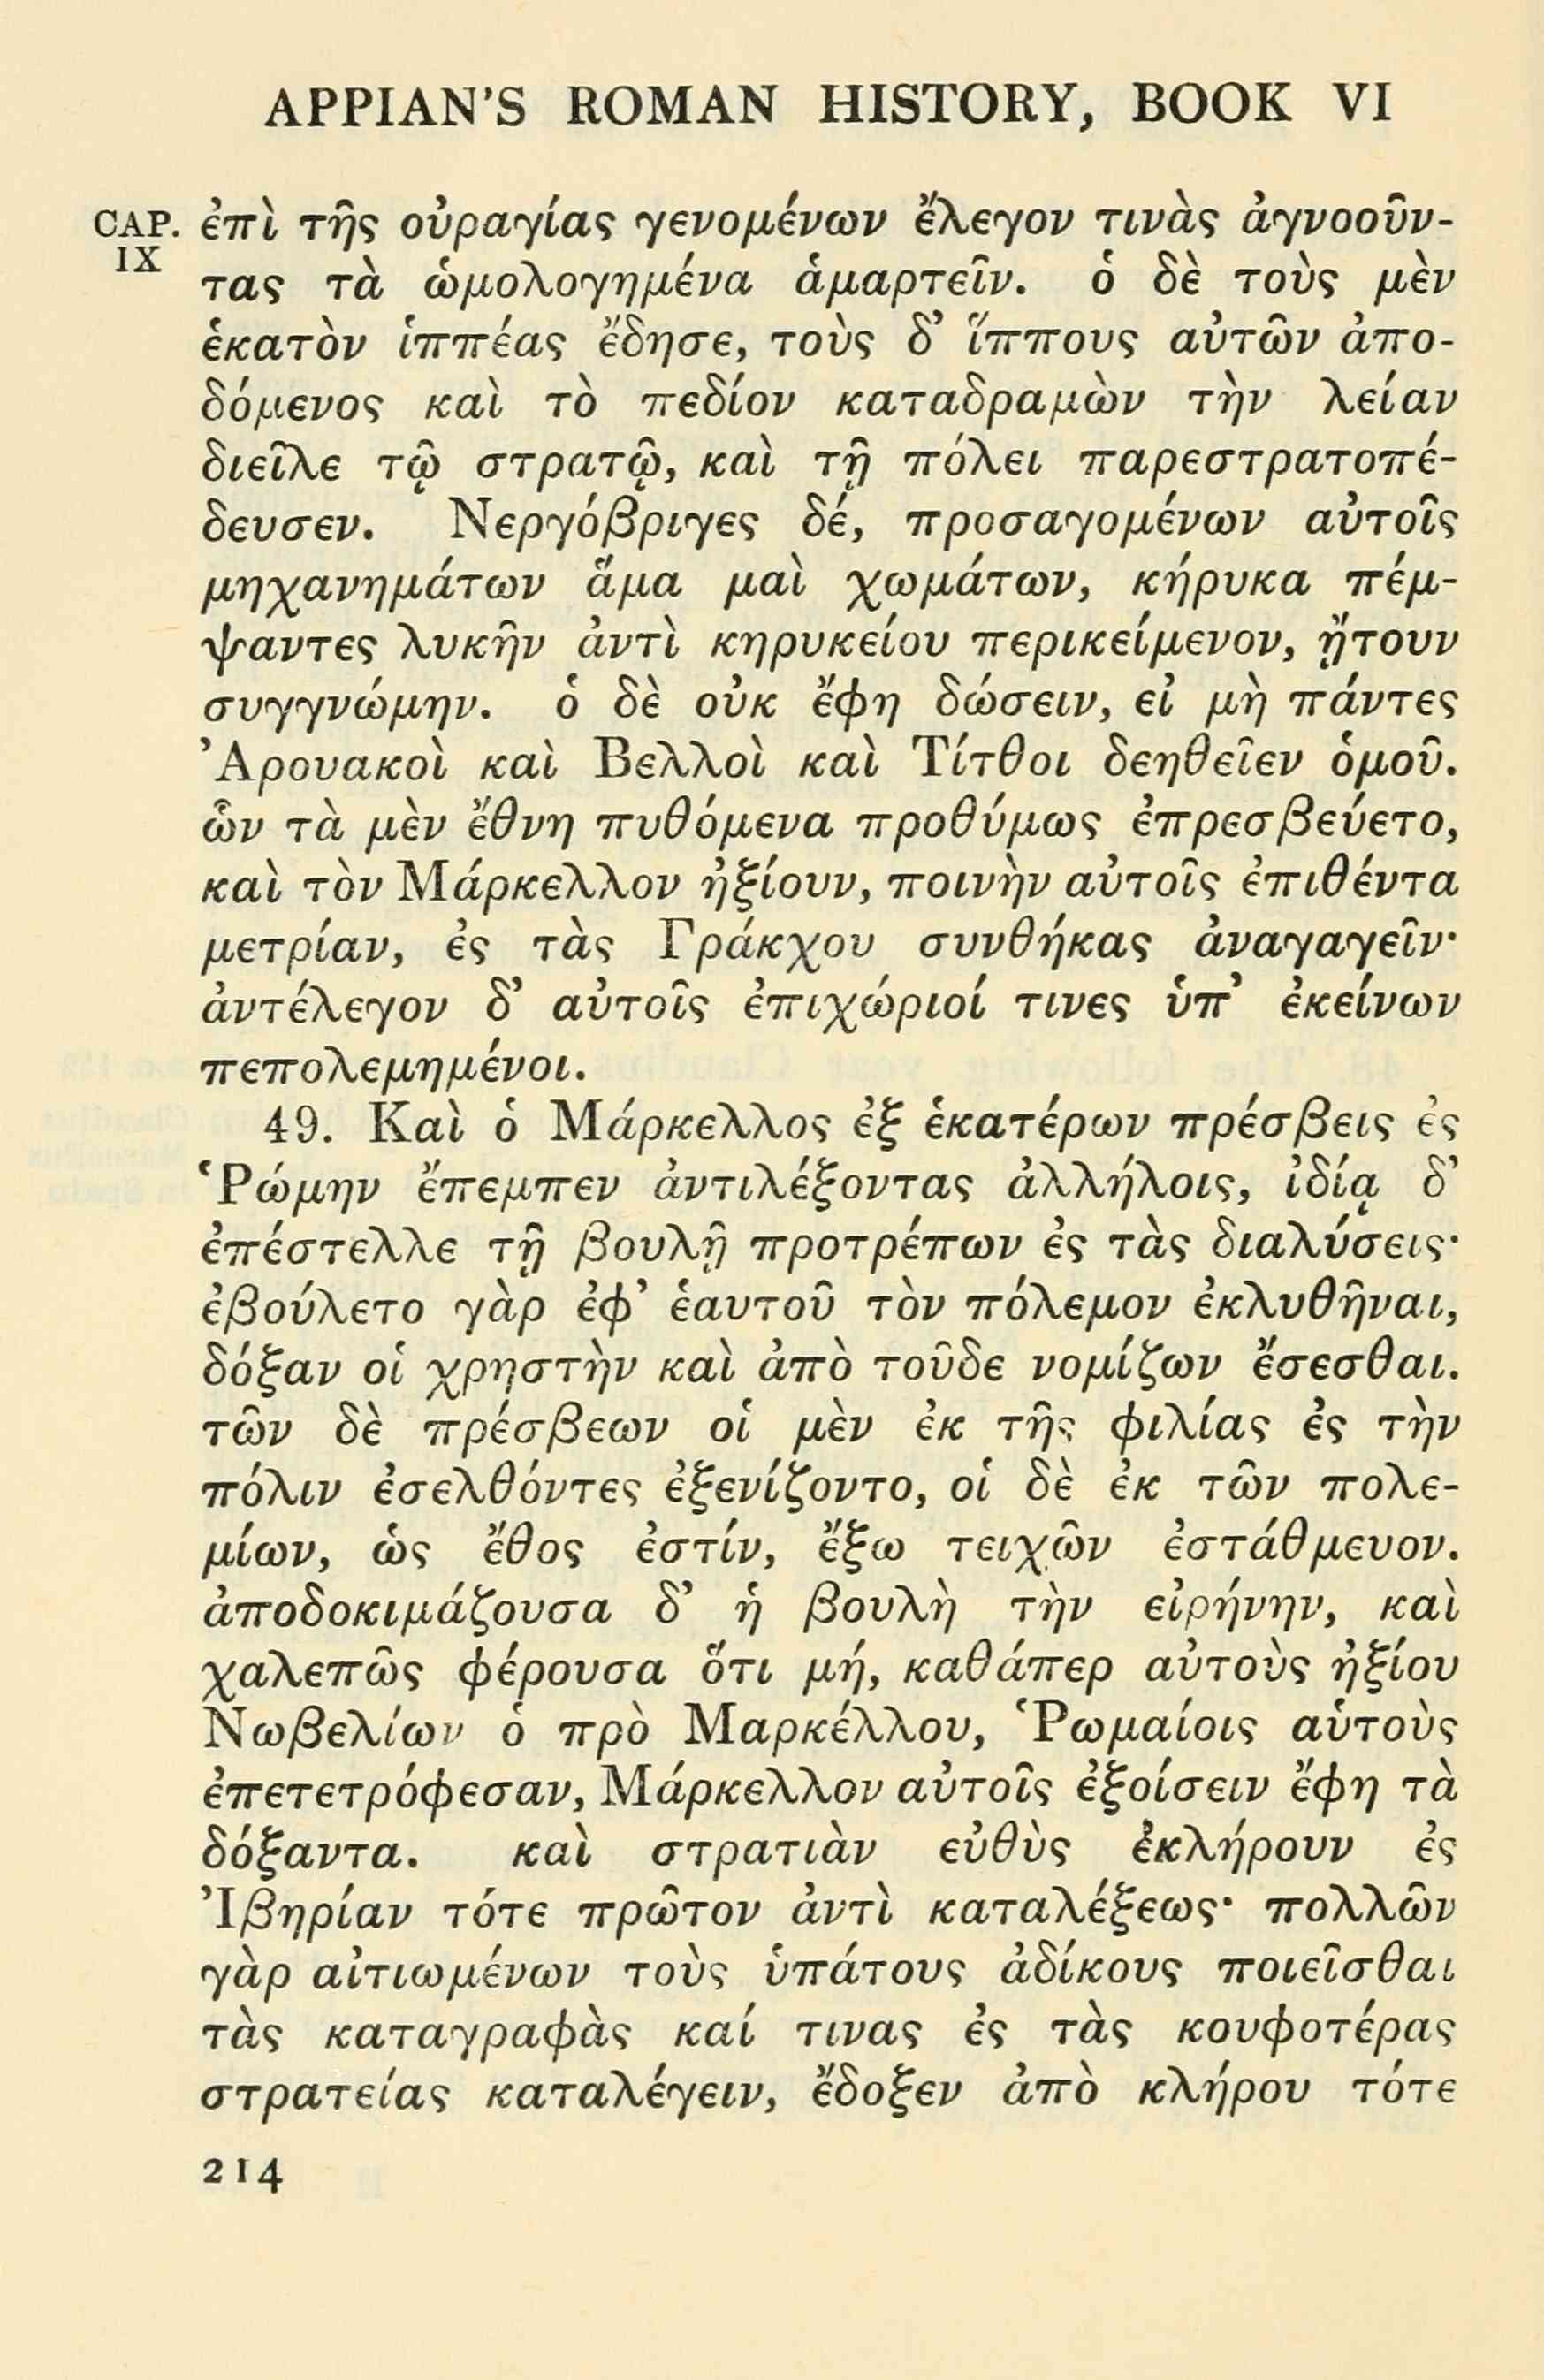 APPIAN'S ROMAN HISTORY, BOOK VI
CAP. IX
ἐπὶ τῆς οὐραγίας γενομένων ἔλεγον τινὰς ἀγνοοῦν-
τας τὰ ὡμολογημένα ἁμαρτεῖν. ὁ δὲ τοὺς μὲν
ἑκατὸν ἱππέας ἔδησε, τοὺς δ’ ἵππους αὐτῶν ἀπο-
δόμενος καὶ τὸ πεδίον καταδραμὼν τὴν λείαν
διεῖλε τῷ στρατῷ, καὶ τῇ πόλει παρεστρατοπέ-
δευσεν. Νεργόβριγες δέ, προσαγομένων αὐτοῖς
μηχανημάτων ἅμα μαὶ χωμάτων, κήρυκα πέμ-
ψαντες λυκῆν ἀντὶ κηρυκείου περικείμενον, ᾔτουν
συγγνώμην. ὁ δὲ οὐκ ἔφη δώσειν, εἰ μὴ πάντες
Ἀρουακοὶ καὶ Βελλοὶ καὶ Τίτθοι δεηθεῖεν ὁμοῦ.
ὧν τὰ μὲν ἔθνη πυθόμενα προθύμως ἐπρεσβεύετο,
καὶ τὸν Μάρκελλον ἠξίουν, ποινὴν αὐτοῖς ἐπιθέντα
μετρίαν, ἐς τὰς Γράκχου συνθήκας ἀναγαγεῖν·
ἀντέλεγον δ’ αὐτοῖς ἐπιχώριοί τινες ὑπ’ ἐκείνων
πεπολεμημένοι.
49. Καὶ ὁ Μάρκελλος ἐξ ἑκατέρων πρέσβεις ἐς
Ῥώμην ἔπεμπεν ἀντιλέξοντας ἀλλήλοις, ἰδίᾳ δ’
ἐπέστελλε τῇ βουλῇ προτρέπων ἐς τὰς διαλύσεις·
ἐβούλετο γὰρ ἐφ’ ἑαυτοῦ τὸν πόλεμον ἐκλυθῆναι,
δόξαν οἱ χρηστὴν καὶ ἀπὸ τοῦδε νομίζων ἔσεσθαι.
τῶν δὲ πρέσβεων οἱ μὲν ἐκ τῆς φιλίας ἐς τὴν
πόλιν ἐσελθόντες ἐξενίζοντο, οἱ δὲ ἐκ τῶν πολε-
μίων, ὡς ἔθος ἐστίν, ἔξω τειχῶν ἐστάθμευον.
ἀποδοκιμάζουσα δ’ ἡ βουλὴ τὴν εἰρήνην, καὶ
χαλεπῶς φέρουσα ὅτι μή, καθάπερ αὐτοὺς ἠξίου
Νωβελίων ὁ πρὸ Μαρκέλλου, Ῥωμαίοις αὑτοὺς
ἐπετετρόφεσαν, Μάρκελλον αὐτοῖς ἐξοίσειν ἔφη τὰ
δόξαντα. καὶ στρατιὰν εὐθὺς ἐκλήρουν ἐς
Ἰβηρίαν τότε πρῶτον ἀντὶ καταλέξεως· πολλῶν
γὰρ αἰτιωμένων τοὺς ὑπάτους ἀδίκους ποιεῖσθαι
τὰς καταγραφὰς καί τινας ἐς τὰς κουφοτέρας
στρατείας καταλέγειν, ἔδοξεν ἀπὸ κλήρου τότε
214